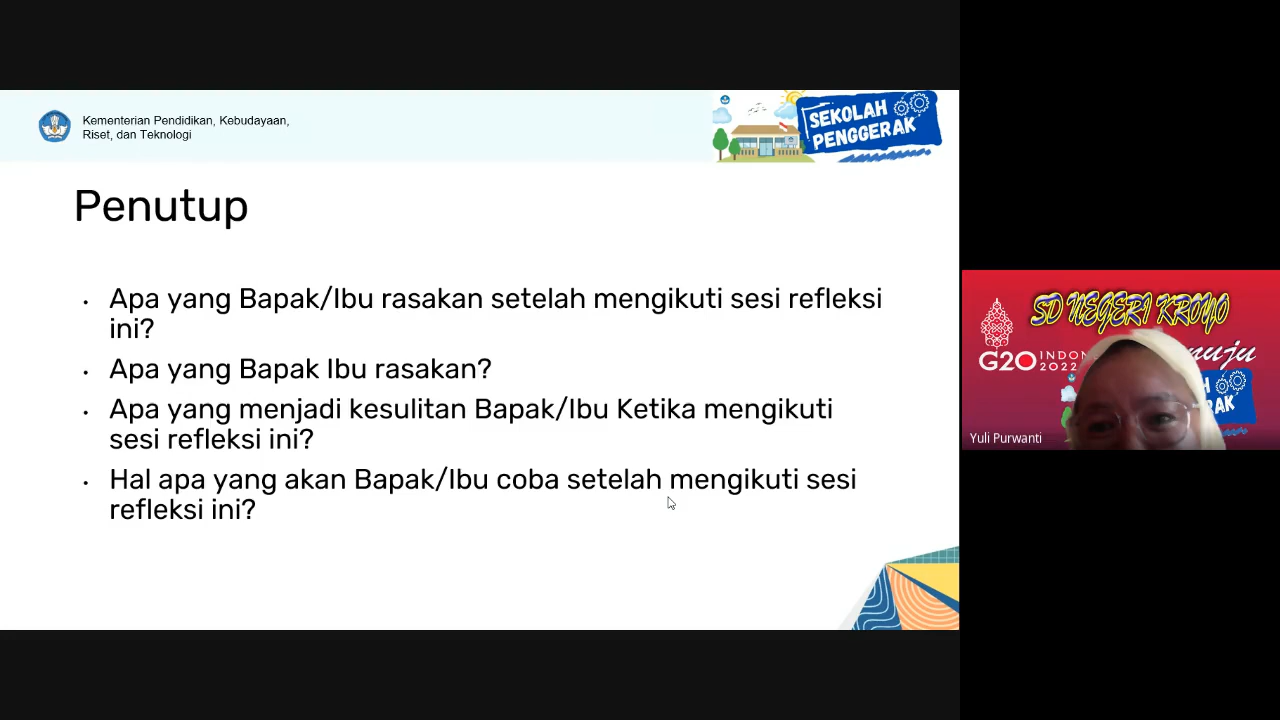 Kementerian Pendidikan, Kebudayaan,
Riset, dan Teknologi
SEKOLAH
PENGGERAK
Penutup
• Apa yang Bapak/Ibu rasakan setelah mengikuti sesi refleksi
ini?
• Apa yang Bapak Ibu rasakan?
• Apa yang menjadi kesulitan Bapak/Ibu Ketika mengikuti
sesi refleksi ini?
• Hal apa yang akan Bapak/Ibu coba setelah mengikuti sesi
refleksi ini?
SD NEGERI KROYO
G20
2022
Yuli Purwanti